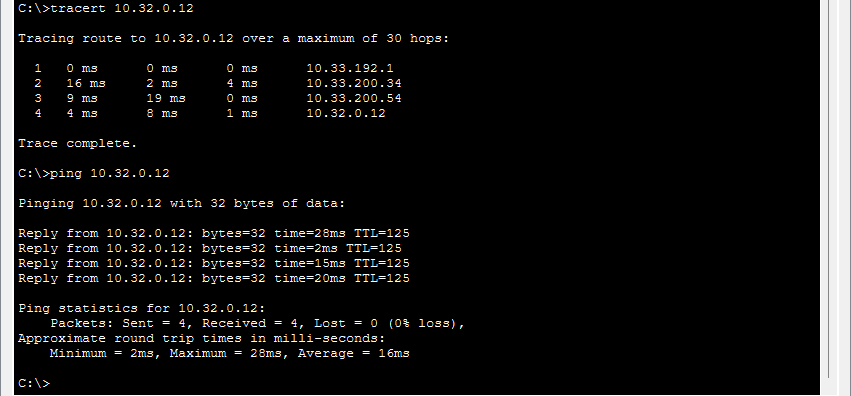 C:\>tracert 10.32.0.12
Tracing route to 10.32.0.12 over a maximum of 30 hops:
1 0 ms 0 ms 0 ms 10.33.192.1
2 16 ms 2 ms 4 ms 10.33.200.34
3 9 ms 19 ms 0 ms 10.33.200.54
4 4 ms 8 ms 1 ms 10.32.0.12
Trace complete.
C:\>ping 10.32.0.12
Pinging 10.32.0.12 with 32 bytes of data:
Reply from 10.32.0.12: bytes=32 time=28ms TTL=125
Reply from 10.32.0.12: bytes=32 time=2ms TTL=125
Reply from 10.32.0.12: bytes=32 time=15ms TTL=125
Reply from 10.32.0.12: bytes=32 time=20ms TTL=125
Ping statistics for 10.32.0.12:
Packets: Sent = 4, Received = 4, Lost = 0 (0% loss),
Approximate round trip times in milli-seconds:
Minimum = 2ms, Maximum = 28ms, Average = 16ms
C:\>